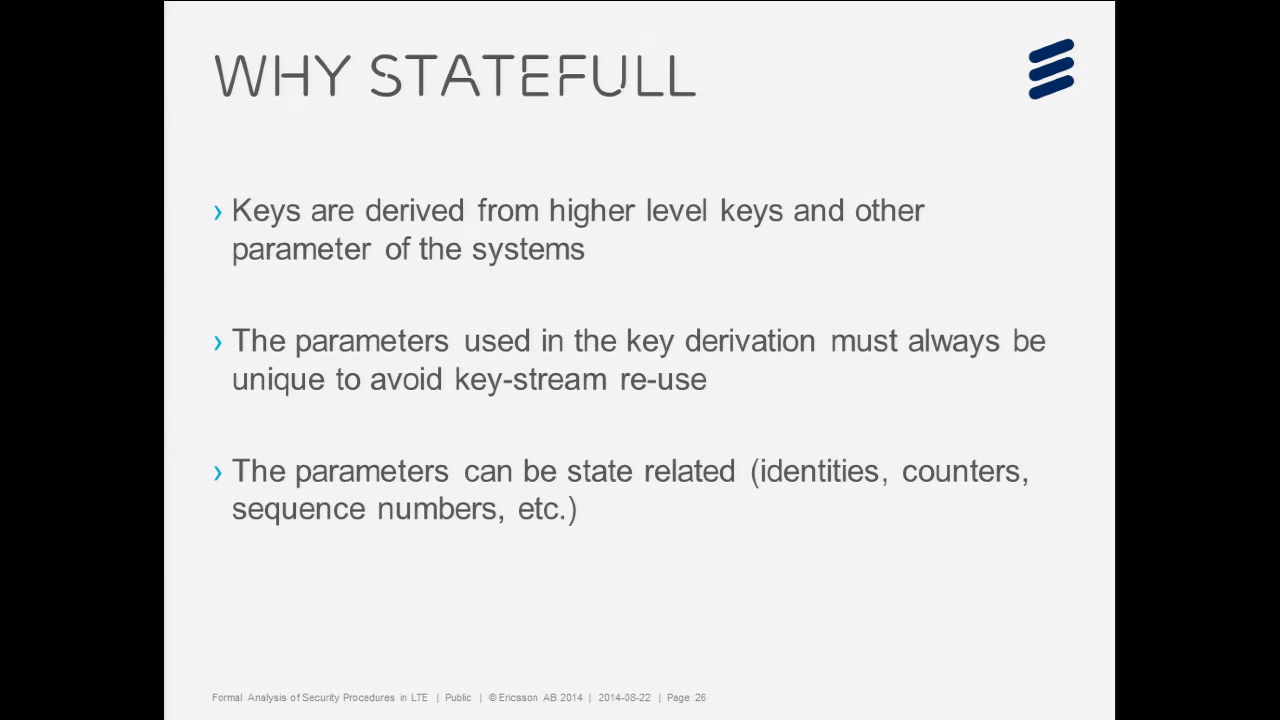 WHY STATEFULL
› Keys are derived from higher level keys and other
parameter of the systems
› The parameters used in the key derivation must always be
unique to avoid key-stream re-use
› The parameters can be state related (identities, counters,
sequence numbers, etc.)
Formal Analysis of Security Procedures in LTE | Public | © Ericsson AB 2014 | 2014-08-22 | Page 26